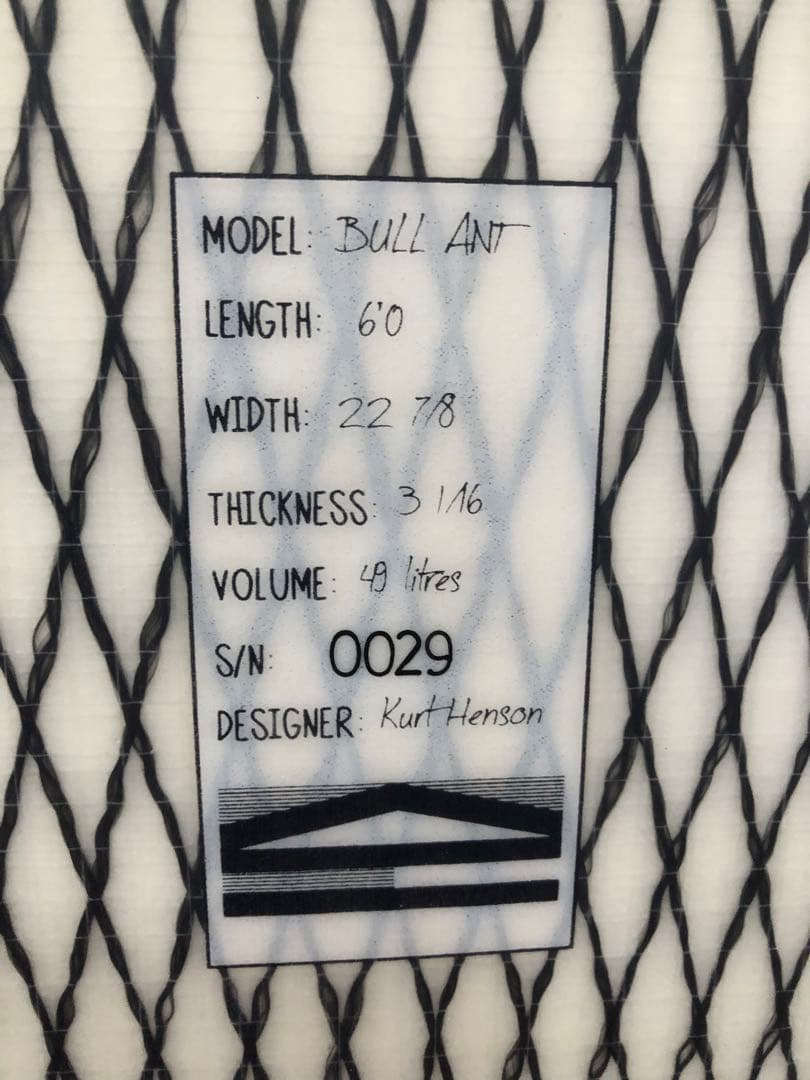 MODEL: BULL ANT
LENGTH: 6'0
WIDTH: 22 7/8
THICKNESS: 3 1/16
VOLUME: 49 litres
S/N: 0029
DESIGNER: Kurt Henson